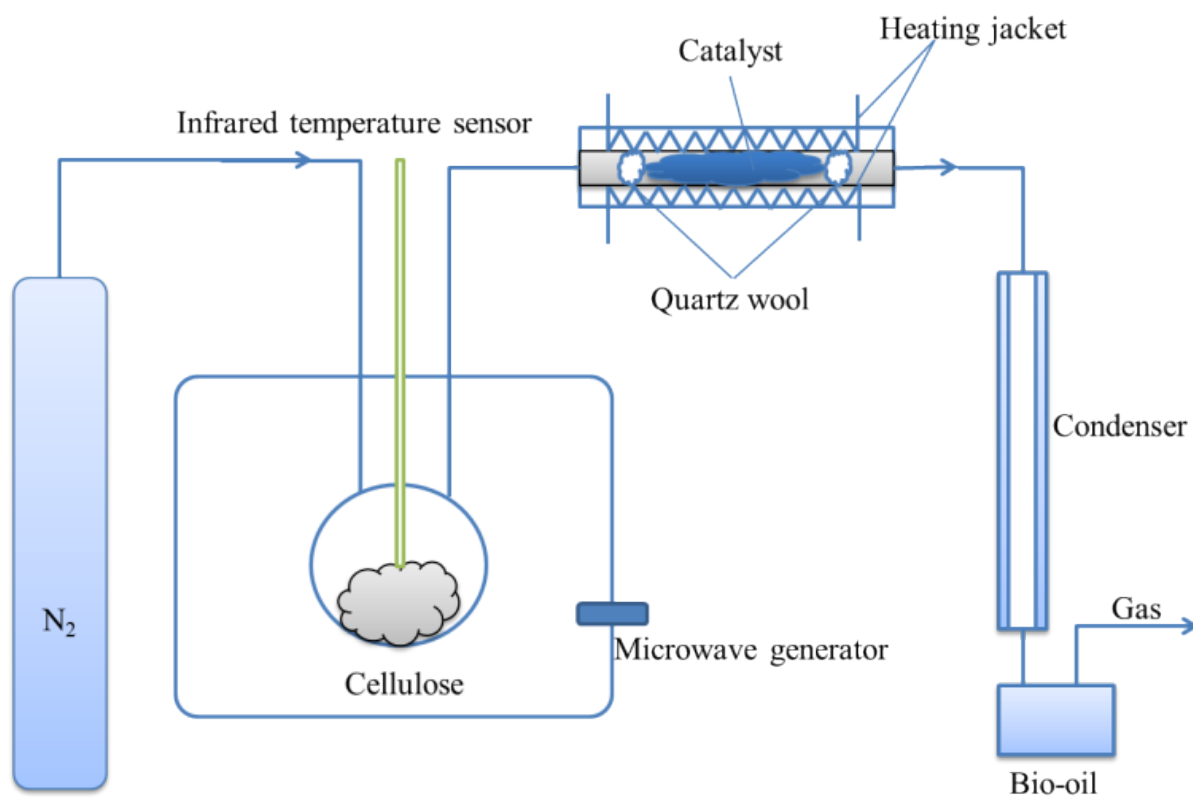 Heating jacket
Catalyst
Infrared temperature sensor
Quartz wool
Condenser
Gas
N₂
Microwave generator
Cellulose
Bio-oil